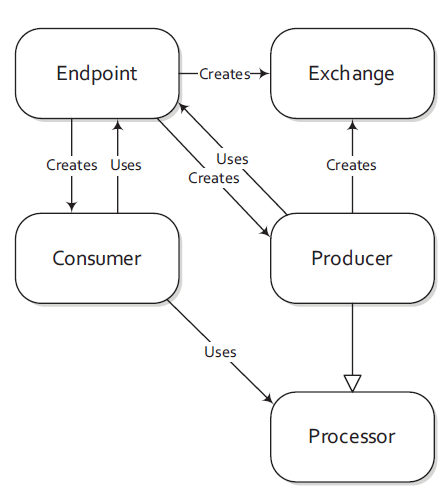 Endpoint
Creates
Exchange
Creates
Uses
Uses
Creates
Creates
Consumer
Producer
Uses
Processor